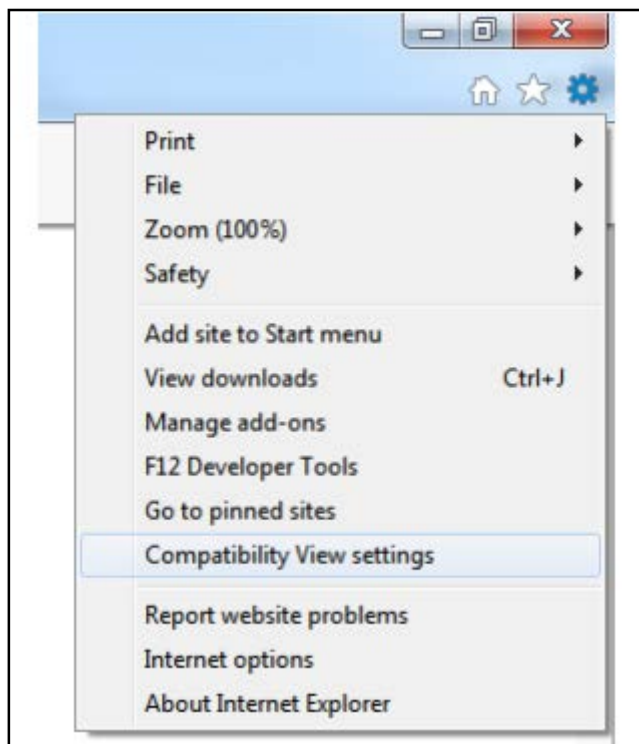 Print
File
Zoom (100%)
Safety
Add site to Start menu
View downloads Ctrl+J
Manage add-ons
F12 Developer Tools
Go to pinned sites
Compatibility View settings
Report website problems
Internet options
About Internet Explorer